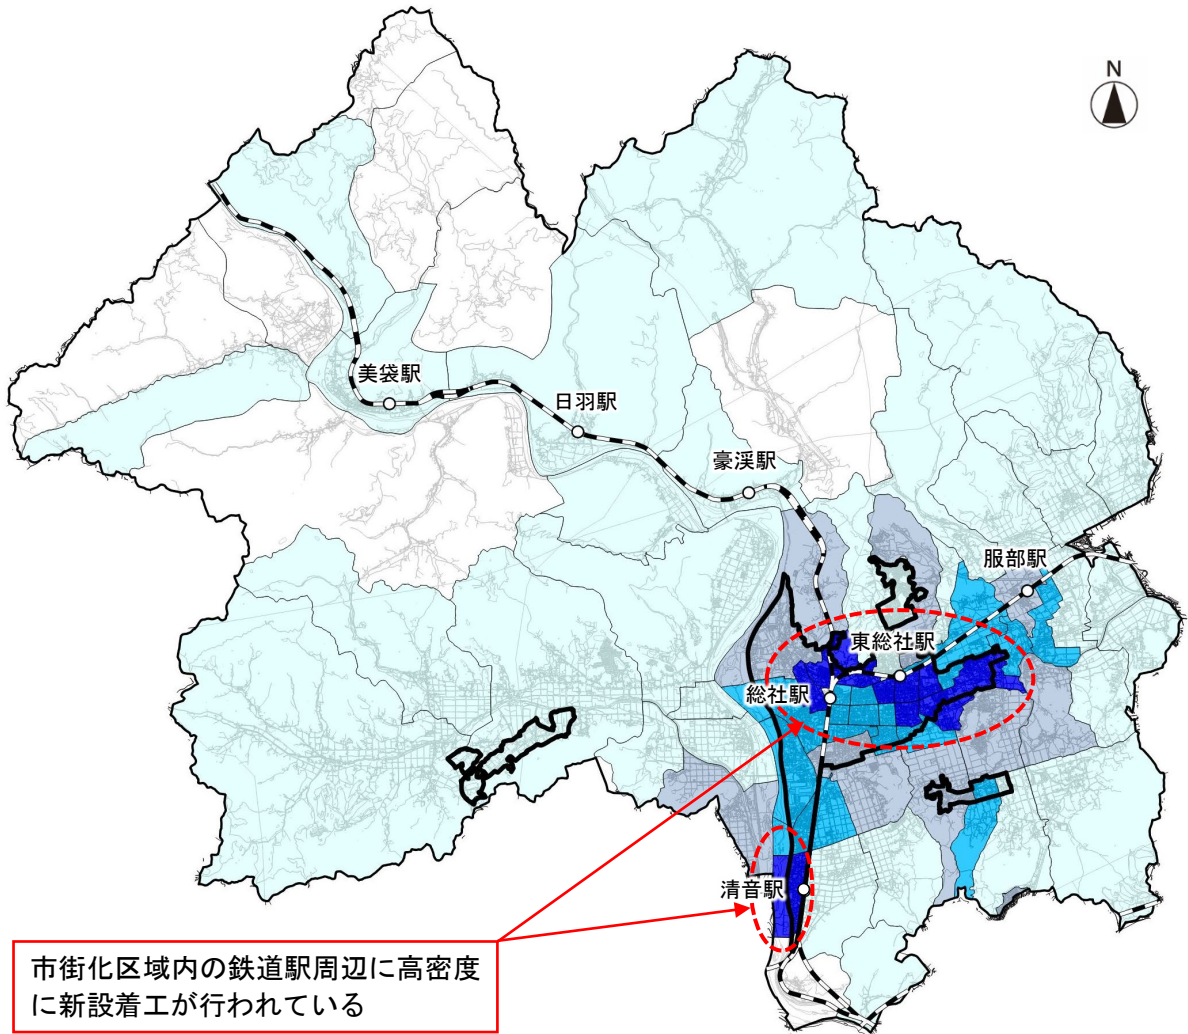 N
美袋駅
日羽駅
豪渓駅
服部駅
東総社駅
総社駅
清音駅
市街化区域内の鉄道駅周辺に高密度
に新設着工が行われている